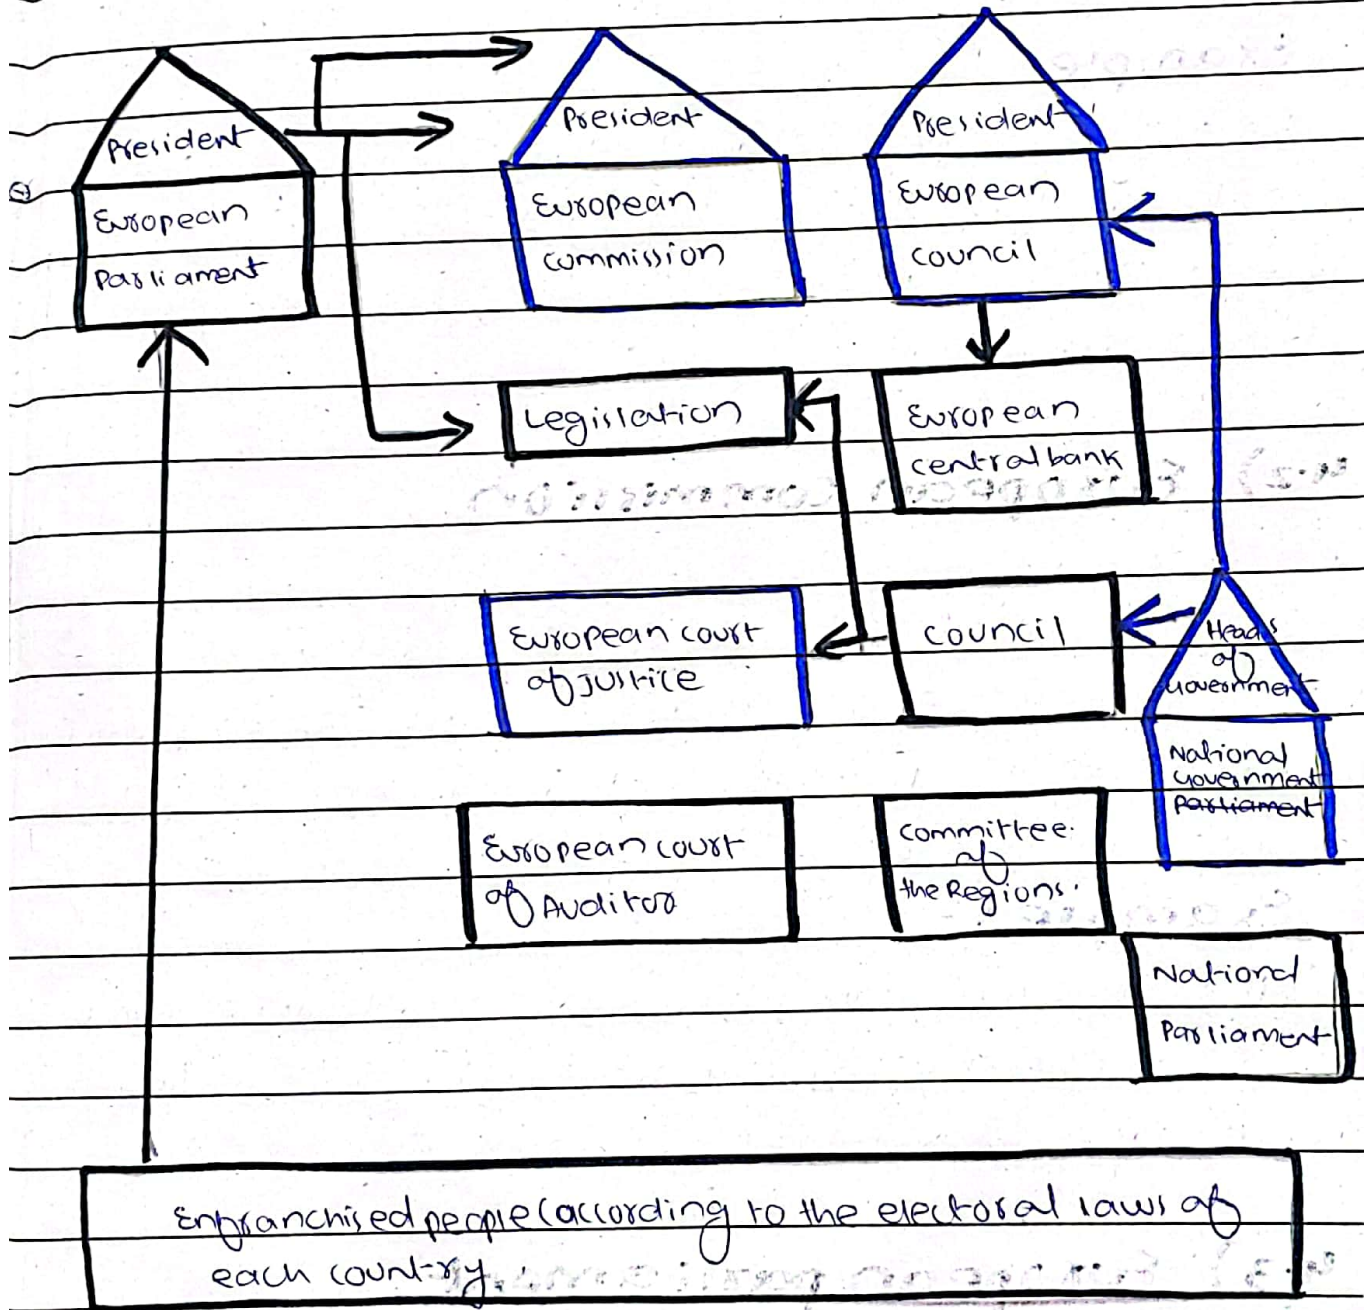 President
European
Parliament
President
European
commission
President
European
council
Legislation
European
central bank
European court
of justice
council
Heads
of
Government
National
Government
Parliament
European court
of Auditor
committee.
of
the Regions.
National
Parliament
Enfranchised people (according to the electoral laws of
each country.